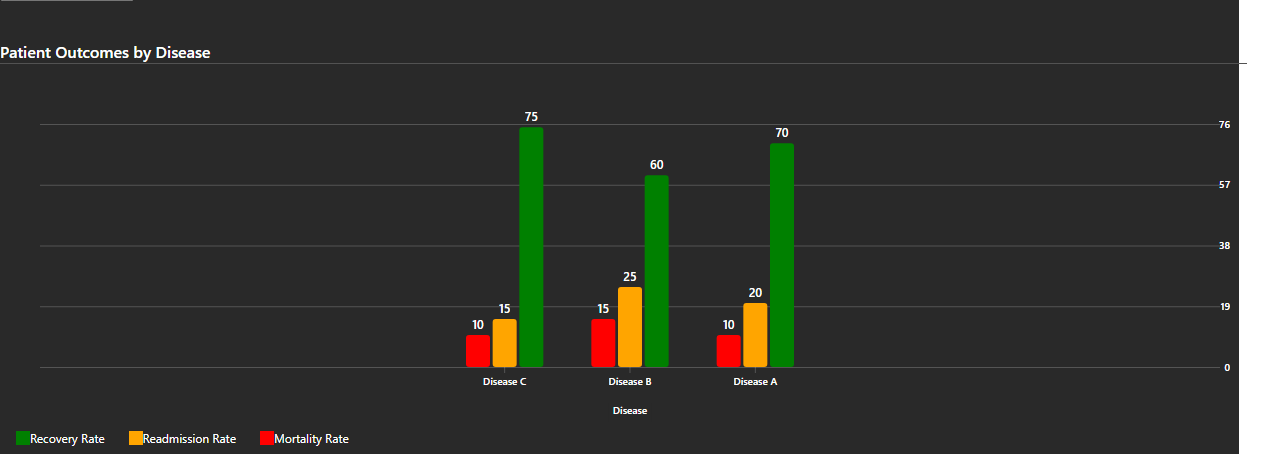 Patient Outcomes by Disease
75
76
70
60
57
38
25
20
19
15
15
10
10
0
Disease C
Disease B
Disease A
Disease
Recovery Rate
Readmission Rate
Mortality Rate